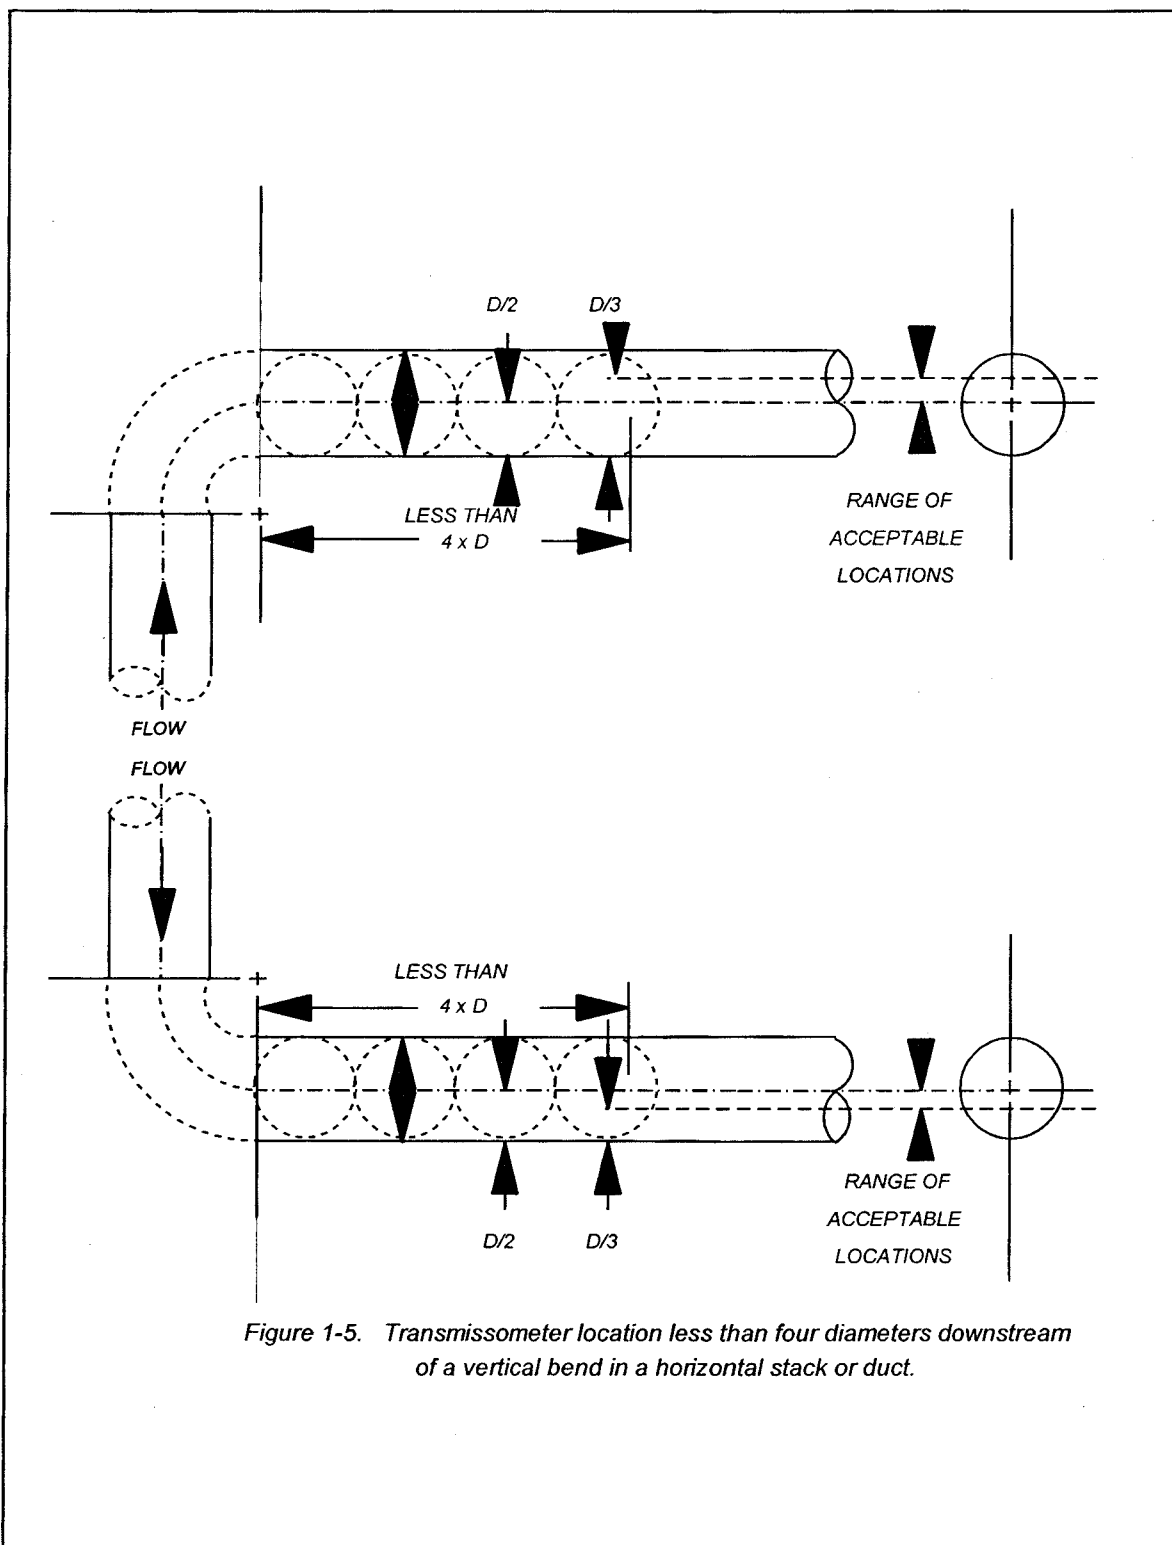 D/2 D/3
LESS THAN
4 x D
RANGE OF
ACCEPTABLE
LOCATIONS
FLOW
FLOW
LESS THAN
4 x D
D/2 D/3
RANGE OF
ACCEPTABLE
LOCATIONS
Figure 1-5. Transmissometer location less than four diameters downstream
of a vertical bend in a horizontal stack or duct.